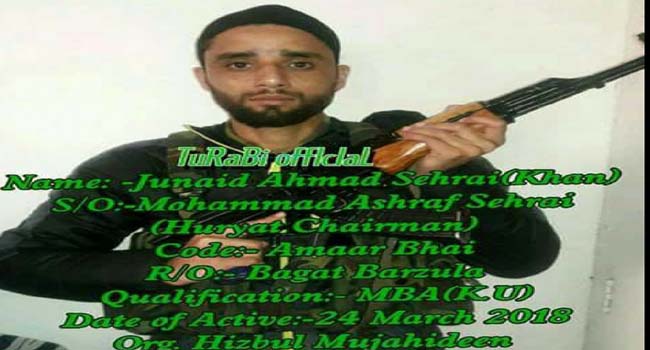 TuRaBi officIaL
Name: -Junaid Ahmad Sehrai(Khan)
S/O:-Mohammad Ashraf Sehrai
(Huryat Chairman)
Code:- Amaar Bhai
R/O:- Bagat Barzula
Qualification:- MBA(K.U)
Date of Active:-24 March 2018
Org. Hizbul Mujahideen